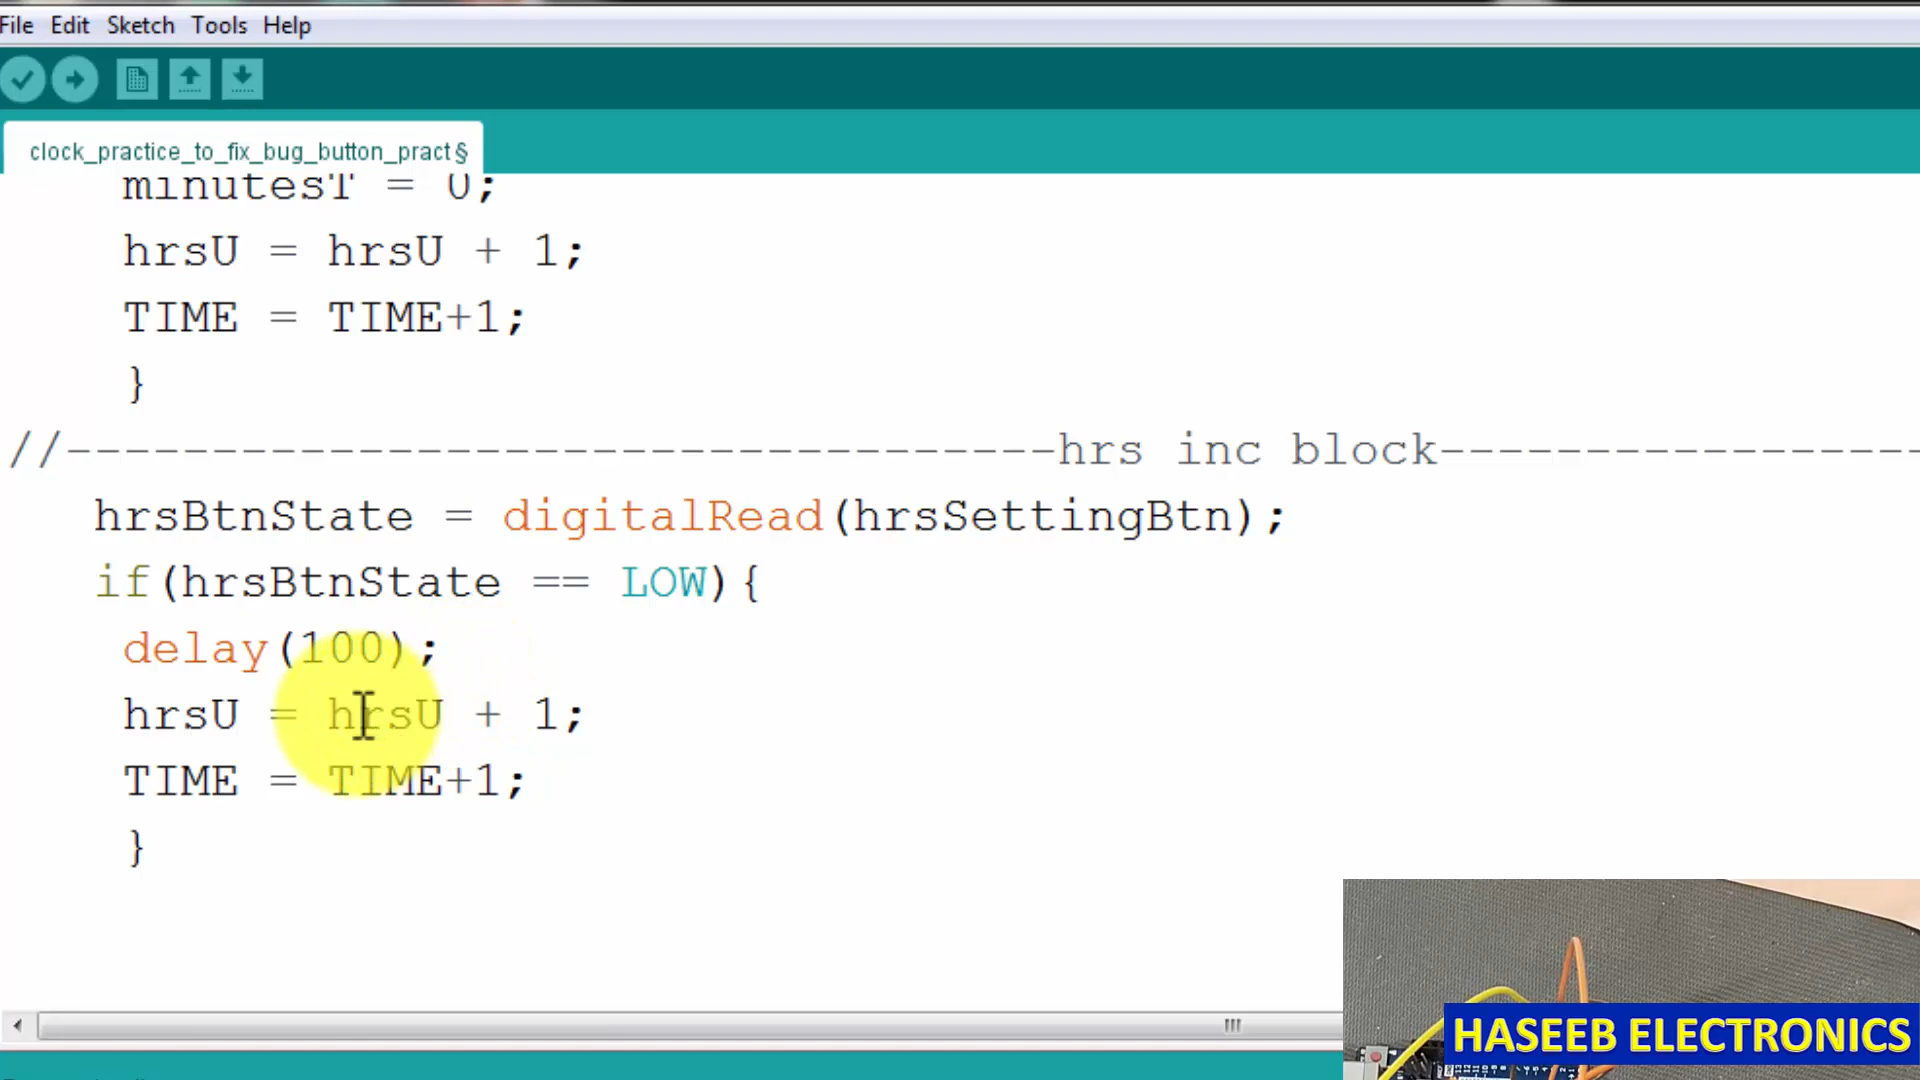 File Edit Sketch Tools Help
clock_practice_to_fix_bug_button_pract §
minutesT = 0;
hrsU = hrsU + 1;
TIME = TIME+1;
}
//----------------------------------hrs inc block----------------
hrsBtnState = digitalRead(hrsSettingBtn);
if(hrsBtnState == LOW){
delay(100);
hrsU = hrsU + 1;
TIME = TIME+1;
}
HASEEB ELECTRONICS